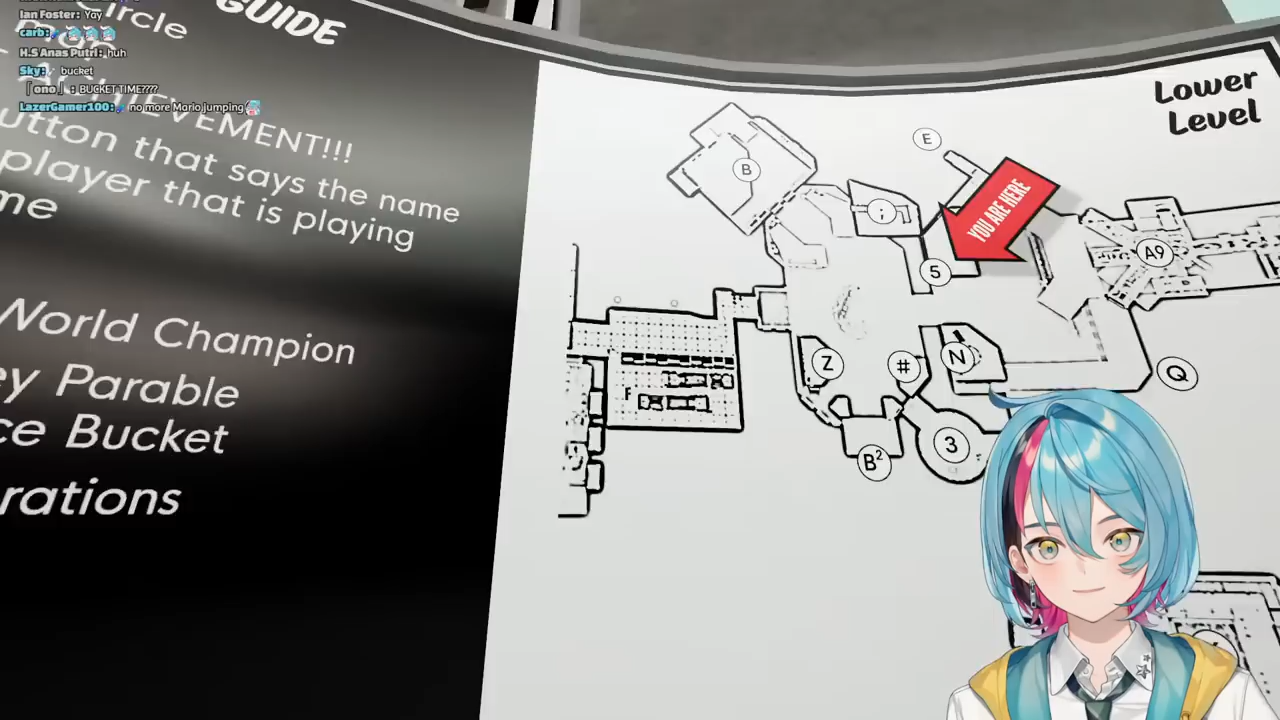 Ian Foster: Yay
carb:
H.S Anas Putri: huh
Sky: bucket
「ono」: BUCKET TIME????
LazerGamer100: no more Mario jumping
GUIDE
Circle
EVEMENT!!!
utton that says the name
player that is playing
me
World Champion
ey Parable
ce Bucket
rations
Lower
Level
YOU ARE HERE
B
E
;
5
A9
Z
#
N
Q
F
B²
3